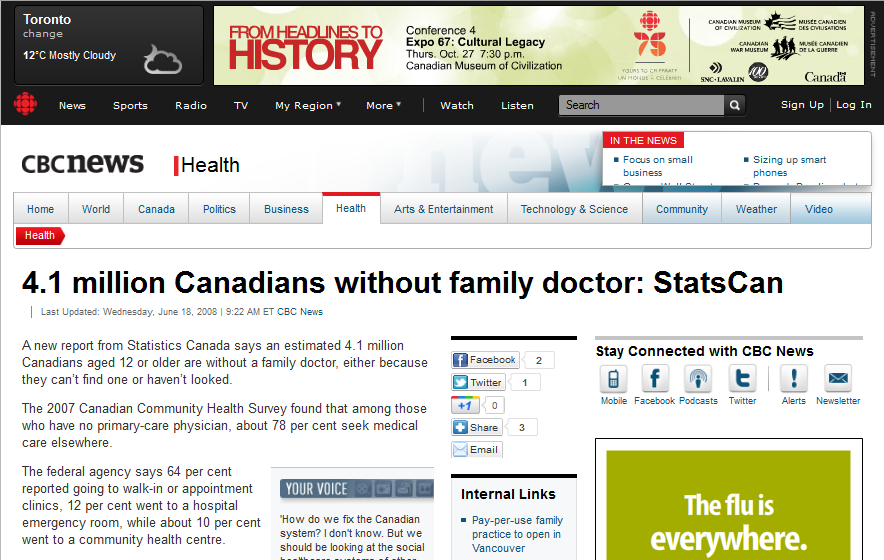 Toronto
change
12°C Mostly Cloudy
FROM HEADLINES TO
HISTORY
Conference 4
Expo 67: Cultural Legacy
Thurs. Oct. 27 7:30 p.m.
Canadian Museum of Civilization
CANADIAN MUSEUM OF CIVILIZATION
MUSÉE CANADIEN DES CIVILISATIONS
CANADIAN WAR MUSEUM
MUSÉE CANADIEN DE LA GUERRE
SNC•LAVALIN
100
Canada
ADVERTISEMENT
News
Sports
Radio
TV
My Region
More
Watch
Listen
Search
Sign Up
Log In
CBCnews
Health
new
IN THE NEWS
Focus on small
business
Sizing up smart
phones
Home
World
Canada
Politics
Business
Health
Arts & Entertainment
Technology & Science
Community
Weather
Video
Health
4.1 million Canadians without family doctor: StatsCan
Last Updated: Wednesday, June 18, 2008 | 9:22 AM ET CBC News
A new report from Statistics Canada says an estimated 4.1 million
Canadians aged 12 or older are without a family doctor, either because
they can't find one or haven't looked.
The 2007 Canadian Community Health Survey found that among those
who have no primary-care physician, about 78 per cent seek medical
care elsewhere.
The federal agency says 64 per cent
reported going to walk-in or appointment
clinics, 12 per cent went to a hospital
emergency room, while about 10 per cent
went to a community health centre.
YOUR VOICE
'How do we fix the Canadian
system? I don't know. But we
should be looking at the social
Facebook 2
Twitter 1
+1 0
Share 3
Email
Internal Links
Pay-per-use family
practice to open in
Vancouver
Stay Connected with CBC News
Mobile
Facebook
Podcasts
Twitter
Alerts
Newsletter
The flu is
everywhere.